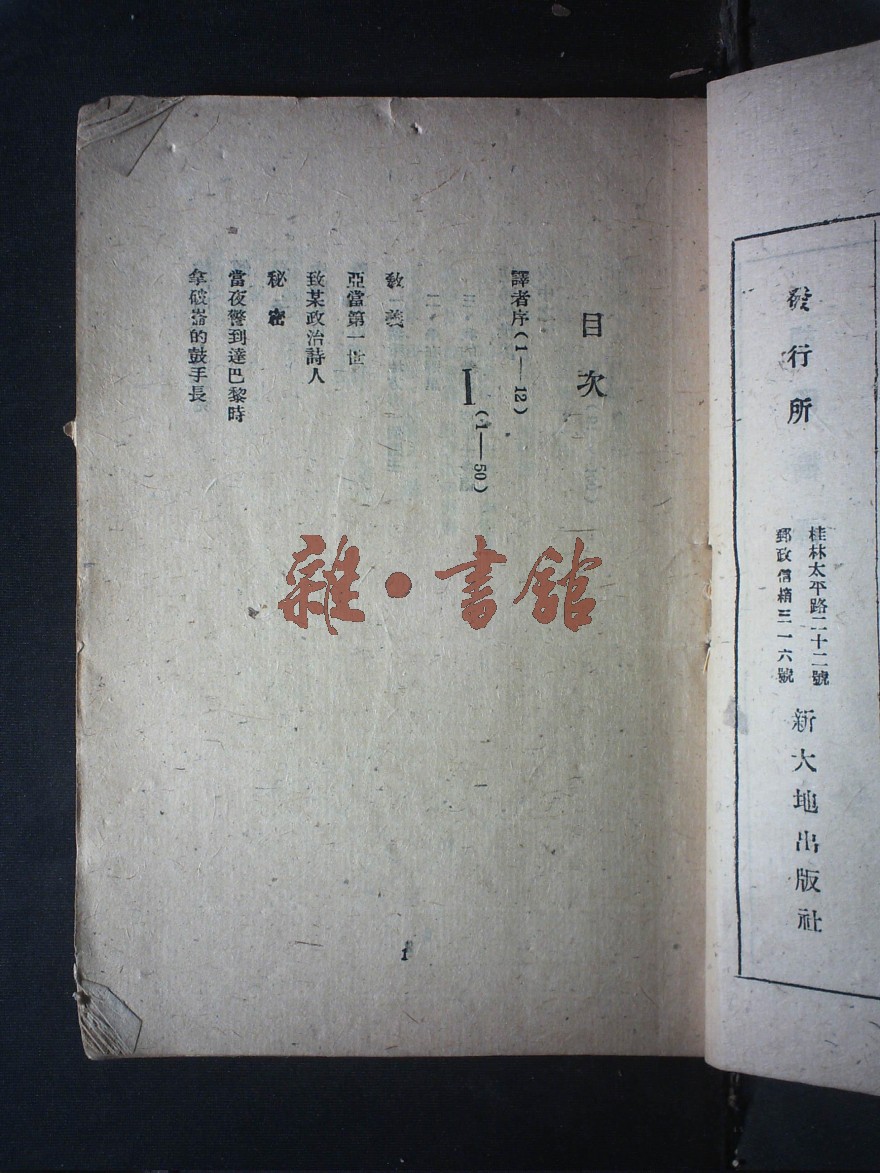 發行所
桂林太平路二十二號
郵政信箱三一六號
新大地出版社
目次
譯者序(1——12)
I(1——50)
教義
亞當第一世
致某政治詩人
秘密
當夜警到達巴黎時
拿破崙的鼓手長
1
雜·書館